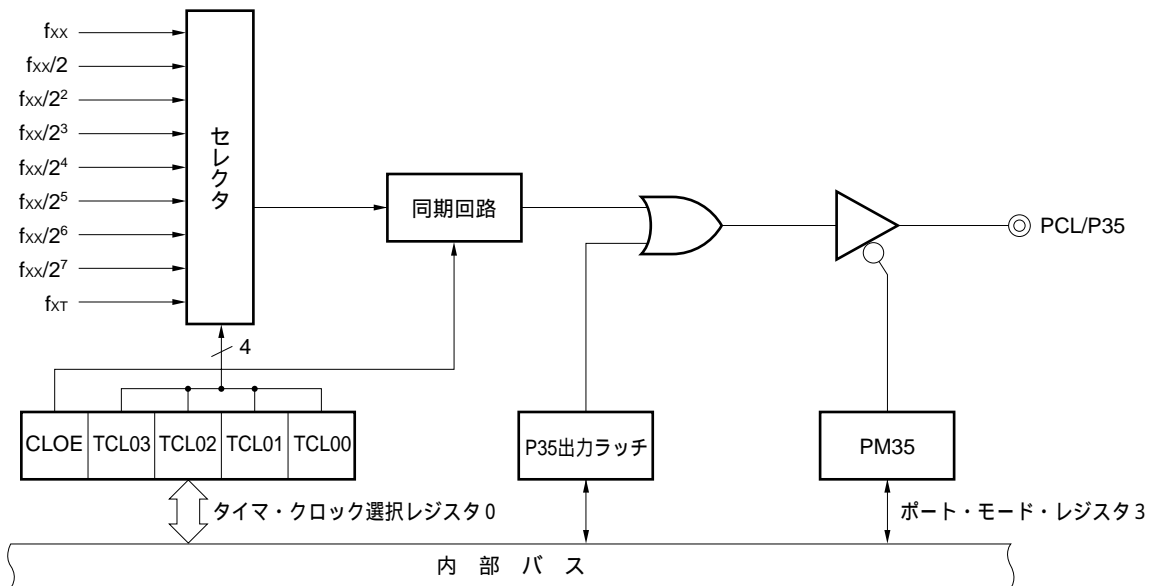 fXX
fXX/2
fXX/2²
fXX/2³
fXX/2⁴
fXX/2⁵
fXX/2⁶
fXX/2⁷
fXT
セレクタ
同期回路
PCL/P35
4
CLOE TCL03 TCL02 TCL01 TCL00
P35出力ラッチ
PM35
タイマ・クロック選択レジスタ0
ポート・モード・レジスタ3
内 部 バ ス